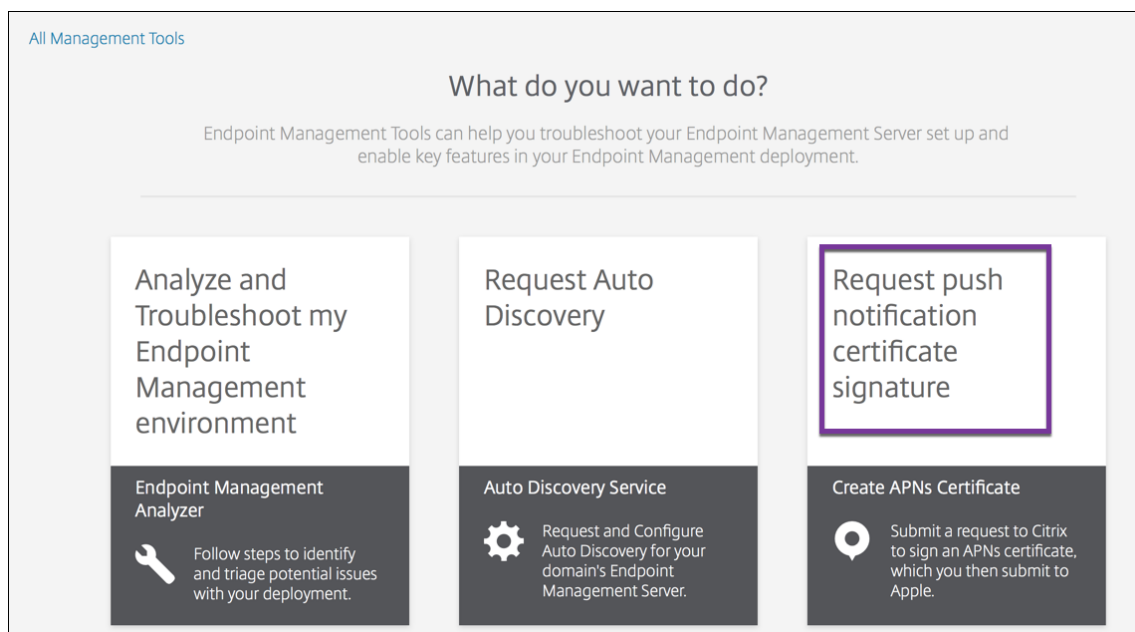 All Management Tools
What do you want to do?
Endpoint Management Tools can help you troubleshoot your Endpoint Management Server set up and
enable key features in your Endpoint Management deployment.
Analyze and
Troubleshoot my
Endpoint
Management
environment
Endpoint Management
Analyzer
Follow steps to identify
and triage potential issues
with your deployment.
Request Auto
Discovery
Auto Discovery Service
Request and Configure
Auto Discovery for your
domain's Endpoint
Management Server.
Request push
notification
certificate
signature
Create APNs Certificate
Submit a request to Citrix
to sign an APNs certificate,
which you then submit to
Apple.